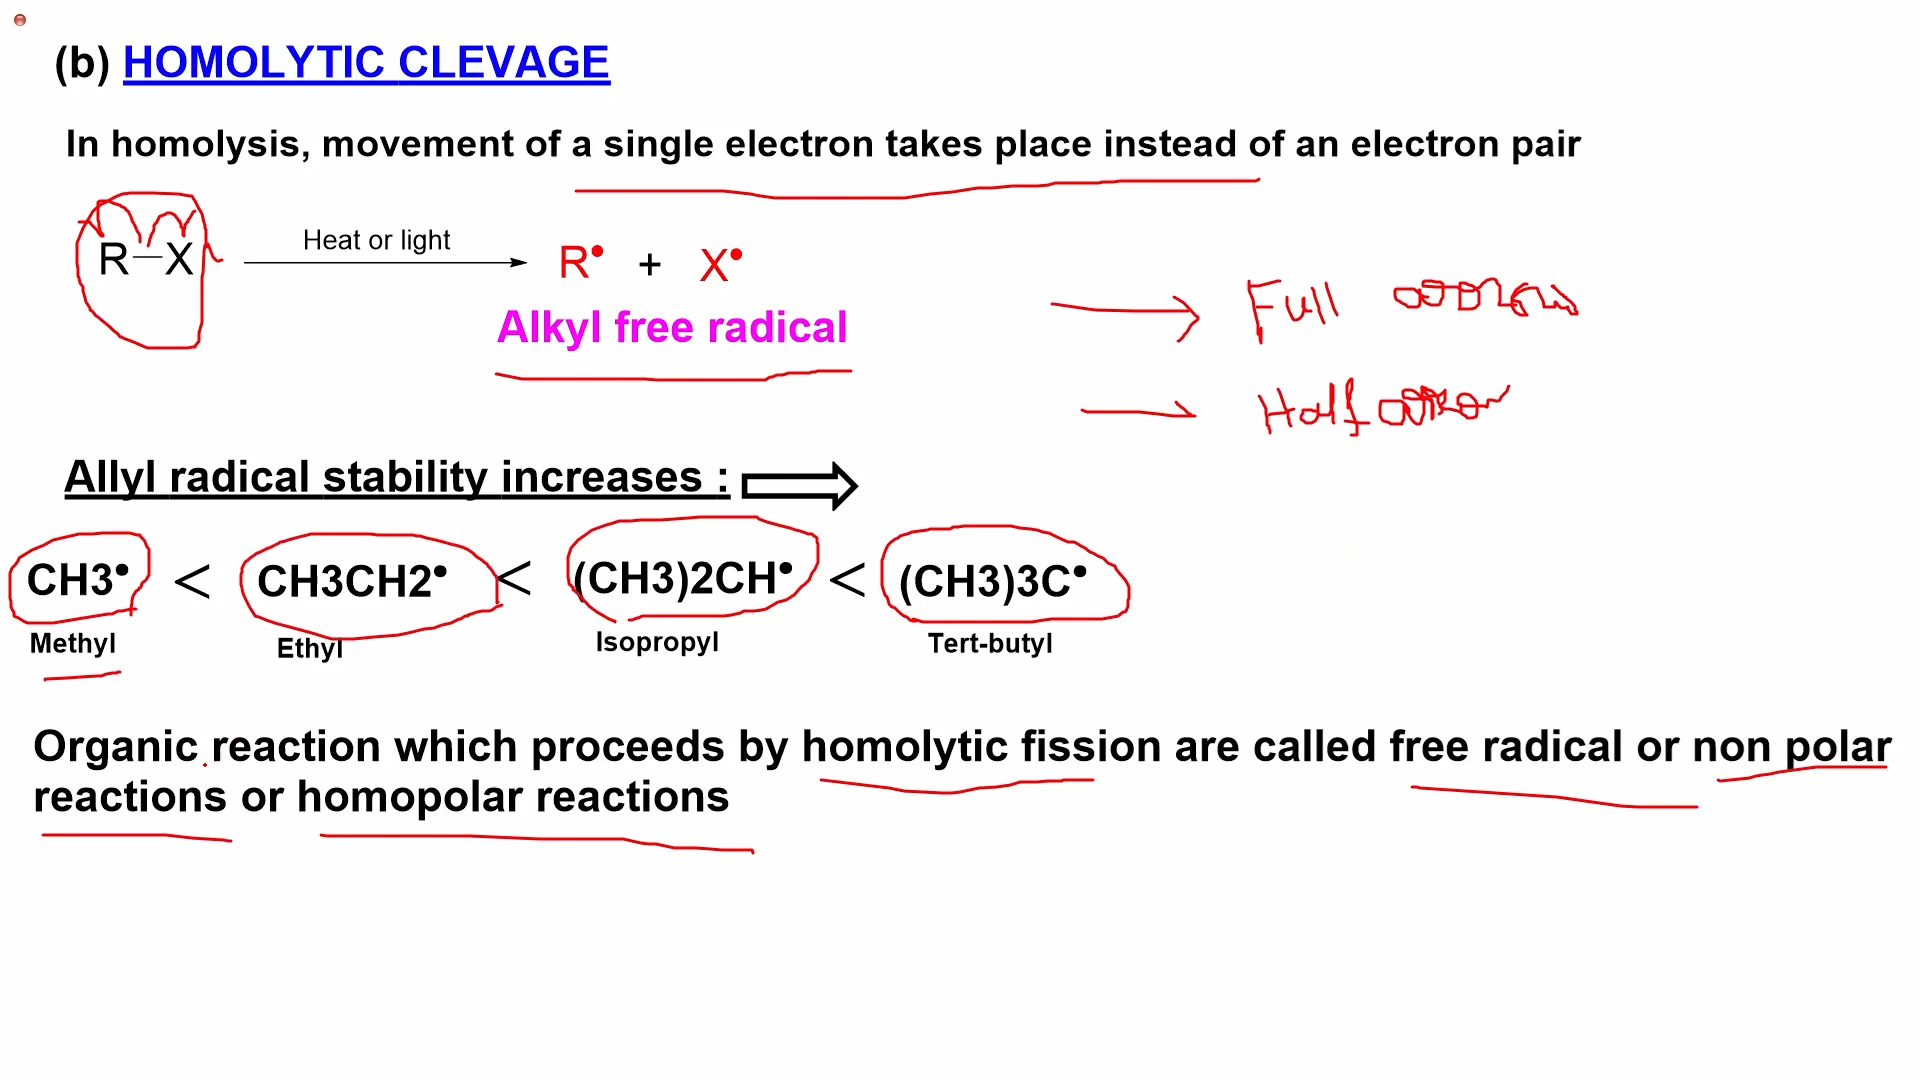 (b) HOMOLYTIC CLEVAGE
In homolysis, movement of a single electron takes place instead of an electron pair
R—X
Heat or light
R• + X•
Alkyl free radical
Full
Half
Allyl radical stability increases :
CH3• < CH3CH2• < (CH3)2CH• < (CH3)3C•
Methyl Ethyl Isopropyl Tert-butyl
Organic reaction which proceeds by homolytic fission are called free radical or non polar
reactions or homopolar reactions